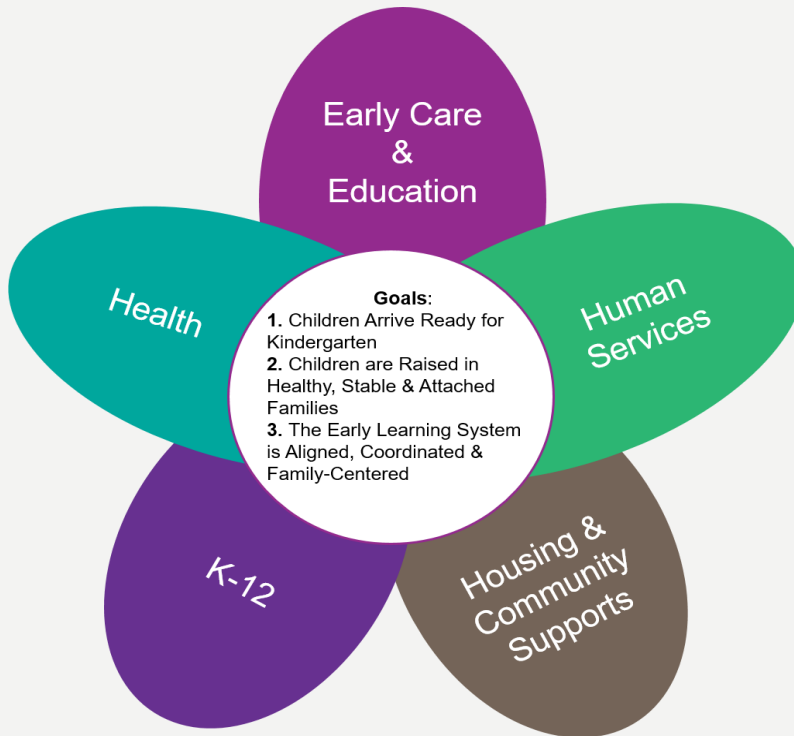 Early Care
&
Education
Health
Human
Services
Goals:
1. Children Arrive Ready for
Kindergarten
2. Children are Raised in
Healthy, Stable & Attached
Families
3. The Early Learning System
is Aligned, Coordinated &
Family-Centered
K-12
Housing &
Community
Supports